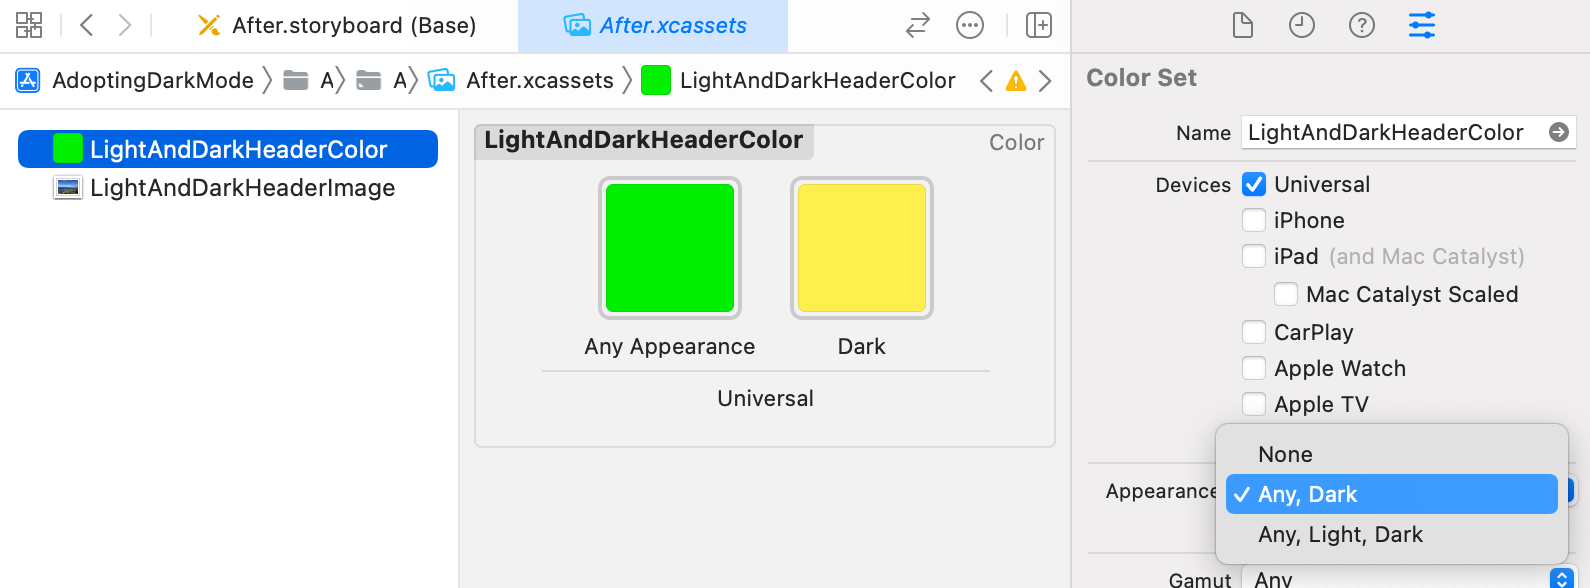 After.storyboard (Base)
After.xcassets
AdoptingDarkMode
A
A
After.xcassets
LightAndDarkHeaderColor
LightAndDarkHeaderColor
LightAndDarkHeaderImage
LightAndDarkHeaderColor
Color
Any Appearance
Dark
Universal
Color Set
Name LightAndDarkHeaderColor
Devices Universal
iPhone
iPad (and Mac Catalyst)
Mac Catalyst Scaled
CarPlay
Apple Watch
Apple TV
None
Appearance Any, Dark
Any, Light, Dark
Gamut Any